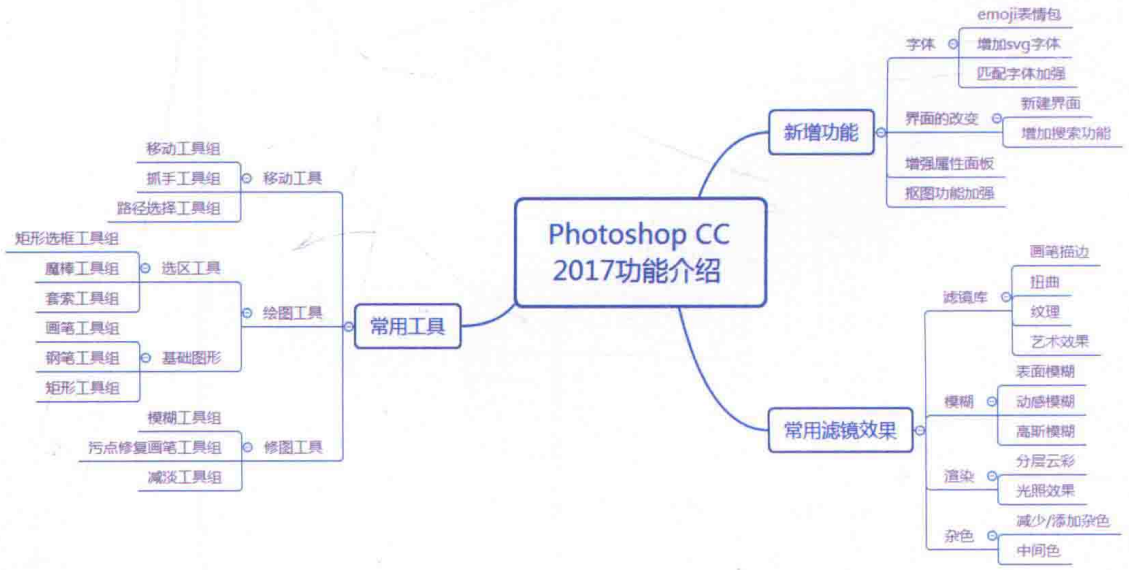 Photoshop CC
2017功能介绍
新增功能
字体
emoji表情包
增加svg字体
匹配字体加强
界面的改变
新建界面
增加搜索功能
增强属性面板
抠图功能加强
常用滤镜效果
滤镜库
画笔描边
扭曲
纹理
艺术效果
模糊
表面模糊
动感模糊
高斯模糊
渲染
分层云彩
光照效果
杂色
减少/添加杂色
中间色
常用工具
移动工具
移动工具组
抓手工具组
路径选择工具组
绘图工具
选区工具
矩形选框工具组
魔棒工具组
套索工具组
基础图形
画笔工具组
钢笔工具组
矩形工具组
修图工具
模糊工具组
污点修复画笔工具组
减淡工具组